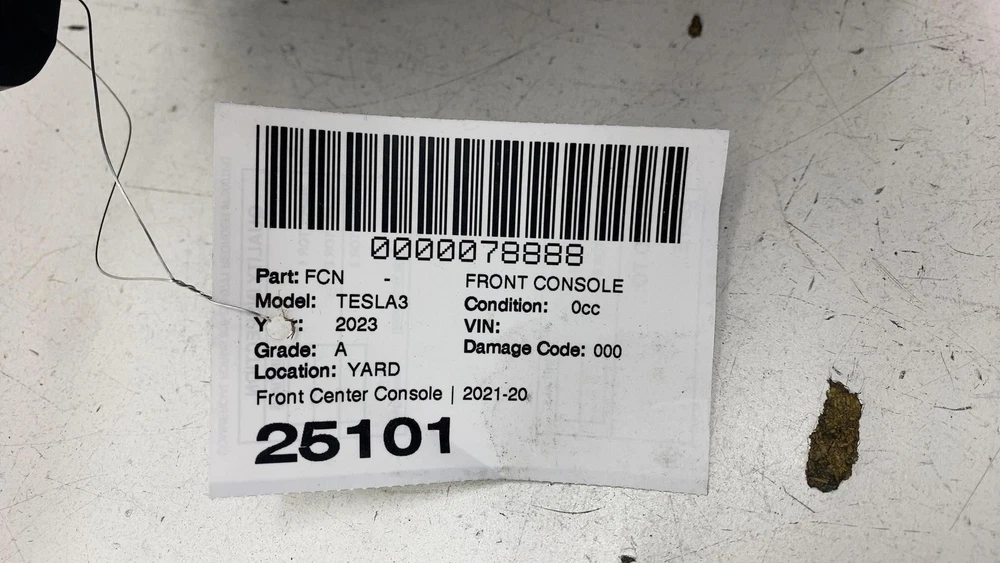 0000078888
Part: FCN - FRONT CONSOLE
Model: TESLA3 Condition: 0cc
2023 VIN:
Grade: A Damage Code: 000
Location: YARD
Front Center Console | 2021-20
25101